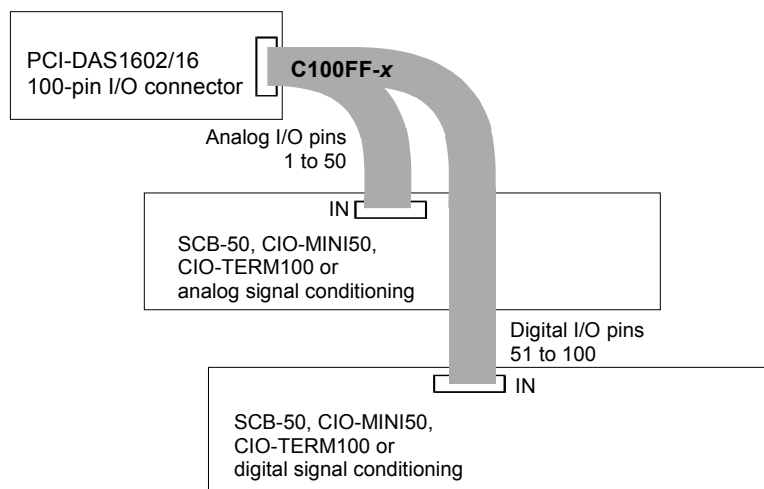 PCI-DAS1602/16
100-pin I/O connector
C100FF-x
Analog I/O pins
1 to 50
IN
SCB-50, CIO-MINI50,
CIO-TERM100 or
analog signal conditioning
Digital I/O pins
51 to 100
IN
SCB-50, CIO-MINI50,
CIO-TERM100 or
digital signal conditioning